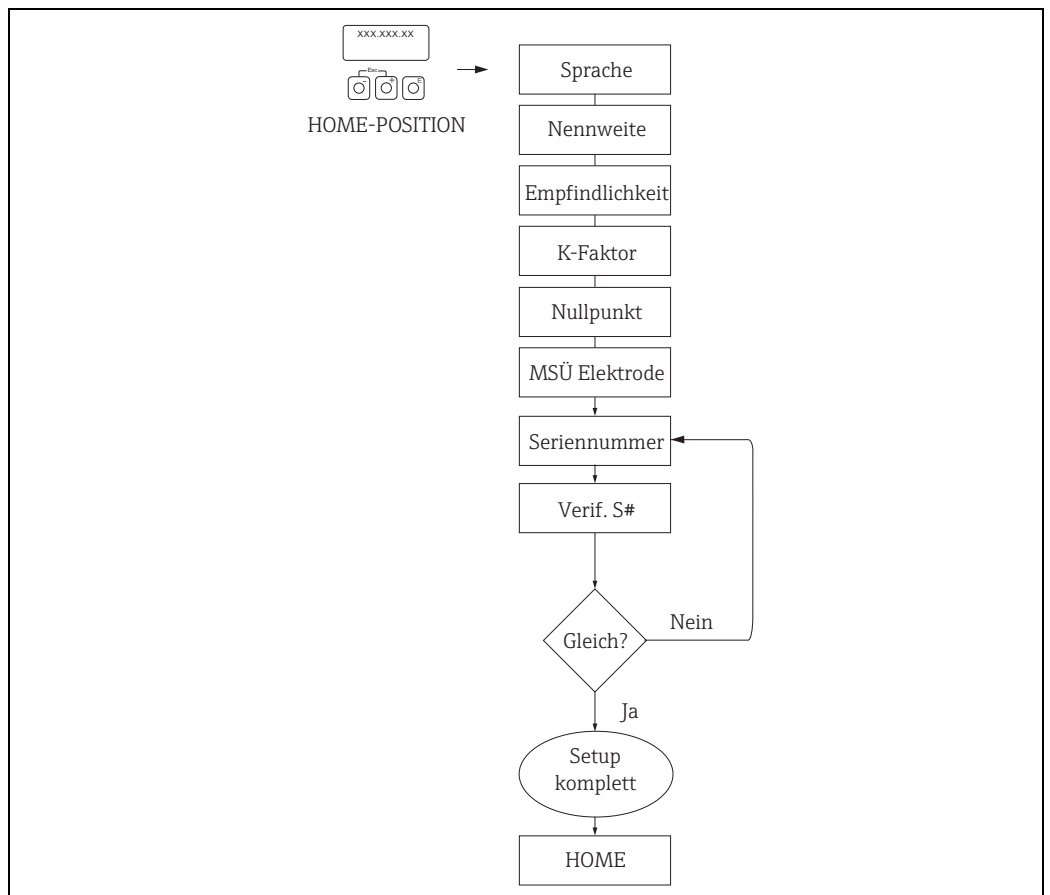 XXX.XXX.XX
Esc
- + E
HOME-POSITION
Sprache
Nennweite
Empfindlichkeit
K-Faktor
Nullpunkt
MSÜ Elektrode
Seriennummer
Verif. S#
Gleich?
Nein
Ja
Setup
komplett
HOME